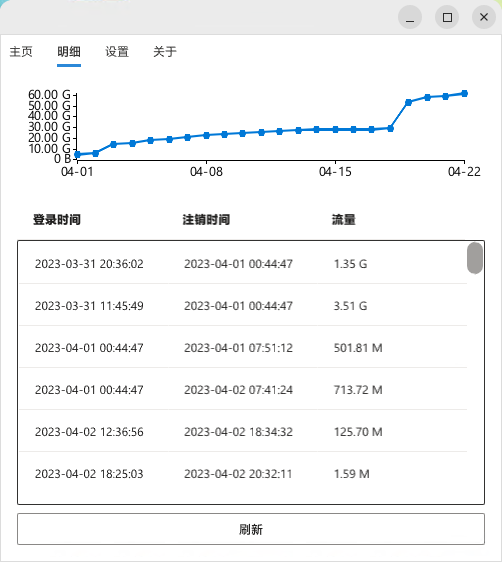 主页 明细 设置 关于
60.00 G
50.00 G
40.00 G
30.00 G
20.00 G
10.00 G
0 B
04-01 04-08 04-15 04-22
登录时间 注销时间 流量
2023-03-31 20:36:02 2023-04-01 00:44:47 1.35 G
2023-03-31 11:45:49 2023-04-01 00:44:47 3.51 G
2023-04-01 00:44:47 2023-04-01 07:51:12 501.81 M
2023-04-01 00:44:47 2023-04-02 07:41:24 713.72 M
2023-04-02 12:36:56 2023-04-02 18:34:32 125.70 M
2023-04-02 18:25:03 2023-04-02 20:32:11 1.59 M
刷新